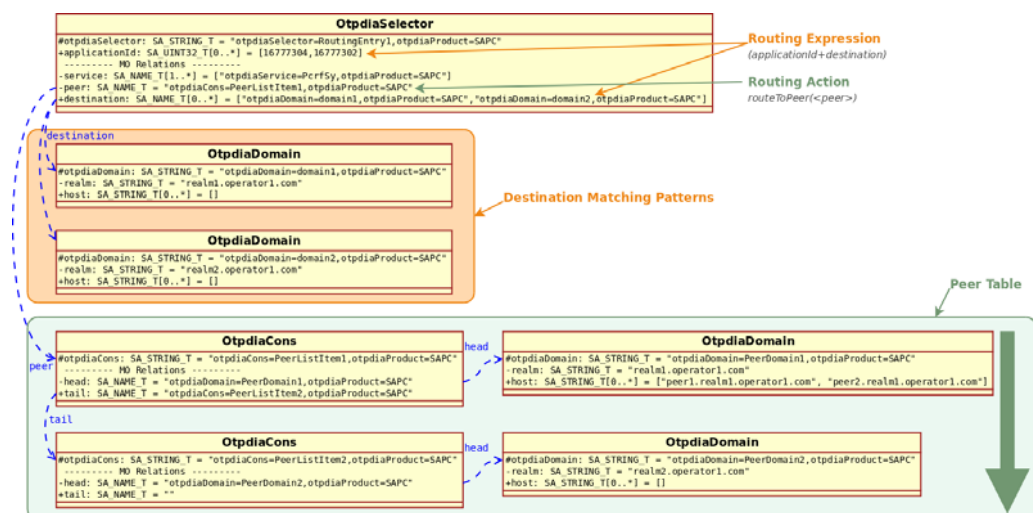 OtpdiaSelector
#otpdiaSelector: SA_STRING_T = "otpdiaSelector=RoutingEntry1,otpdiaProduct=SAPC"
+applicationId: SA_UINT32_T[0..*] = [16777304,16777302]
--------- MO Relations ---------
-service: SA_NAME_T[1..*] = ["otpdiaService=PcrfSy,otpdiaProduct=SAPC"]
-peer: SA_NAME_T = "otpdiaCons=PeerListItem1,otpdiaProduct=SAPC"
+destination: SA_NAME_T[0..*] = ["otpdiaDomain=domain1,otpdiaProduct=SAPC","otpdiaDomain=domain2,otpdiaProduct=SAPC"]
Routing Expression
(applicationId+destination)
Routing Action
routeToPeer(<peer>)
destination
OtpdiaDomain
#otpdiaDomain: SA_STRING_T = "otpdiaDomain=domain1,otpdiaProduct=SAPC"
-realm: SA_STRING_T = "realm1.operator1.com"
+host: SA_STRING_T[0..*] = []
Destination Matching Patterns
OtpdiaDomain
#otpdiaDomain: SA_STRING_T = "otpdiaDomain=domain2,otpdiaProduct=SAPC"
-realm: SA_STRING_T = "realm2.operator1.com"
+host: SA_STRING_T[0..*] = []
Peer Table
peer
OtpdiaCons
#otpdiaCons: SA_STRING_T = "otpdiaCons=PeerListItem1,otpdiaProduct=SAPC"
--------- MO Relations ---------
-head: SA_NAME_T = "otpdiaDomain=PeerDomain1,otpdiaProduct=SAPC"
+tail: SA_NAME_T = "otpdiaCons=PeerListItem2,otpdiaProduct=SAPC"
head
OtpdiaDomain
#otpdiaDomain: SA_STRING_T = "otpdiaDomain=PeerDomain1,otpdiaProduct=SAPC"
-realm: SA_STRING_T = "realm1.operator1.com"
+host: SA_STRING_T[0..*] = ["peer1.realm1.operator1.com", "peer2.realm1.operator1.com"]
tail
OtpdiaCons
#otpdiaCons: SA_STRING_T = "otpdiaCons=PeerListItem2,otpdiaProduct=SAPC"
--------- MO Relations ---------
-head: SA_NAME_T = "otpdiaDomain=PeerDomain2,otpdiaProduct=SAPC"
+tail: SA_NAME_T = ""
head
OtpdiaDomain
#otpdiaDomain: SA_STRING_T = "otpdiaDomain=PeerDomain2,otpdiaProduct=SAPC"
-realm: SA_STRING_T = "realm2.operator1.com"
+host: SA_STRING_T[0..*] = []